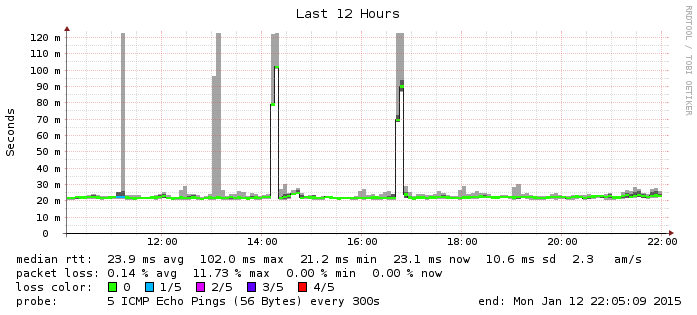 Last 12 Hours
RRDTOOL / TOBI OETIKER
Seconds
120 m
110 m
100 m
90 m
80 m
70 m
60 m
50 m
40 m
30 m
20 m
10 m
0
12:00 14:00 16:00 18:00 20:00 22:00
median rtt: 23.9 ms avg 102.0 ms max 21.2 ms min 23.1 ms now 10.6 ms sd 2.3 am/s
packet loss: 0.14 % avg 11.73 % max 0.00 % min 0.00 % now
loss color: 0 1/5 2/5 3/5 4/5
probe: 5 ICMP Echo Pings (56 Bytes) every 300s end: Mon Jan 12 22:05:09 2015